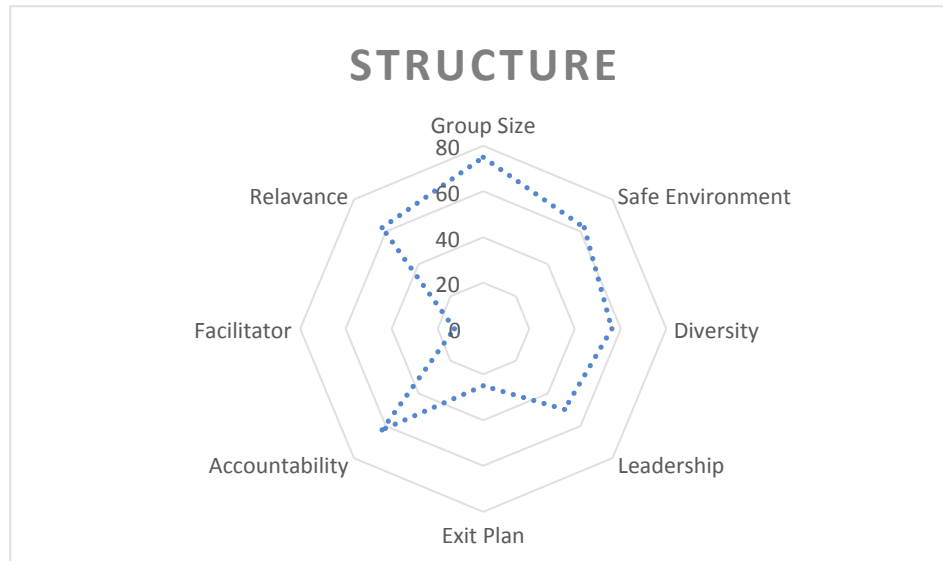 STRUCTURE
Group Size
80
60
40
20
0
Relavance
Safe Environment
Facilitator
Diversity
Accountability
Leadership
Exit Plan